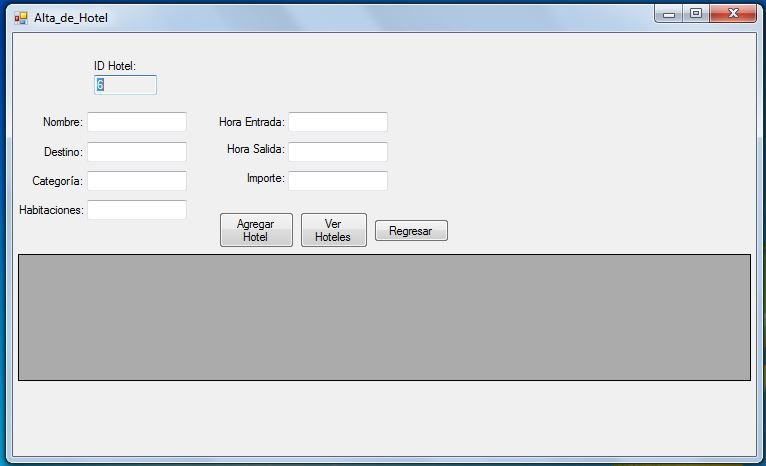 Alta_de_Hotel
ID Hotel:
6
Nombre:
Hora Entrada:
Destino:
Hora Salida:
Categoría:
Importe:
Habitaciones:
Agregar
Hotel
Ver
Hoteles
Regresar